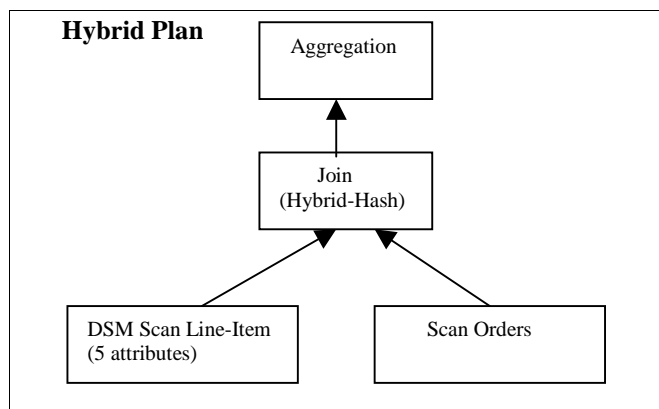 Hybrid Plan
Aggregation
Join
(Hybrid-Hash)
DSM Scan Line-Item
(5 attributes)
Scan Orders